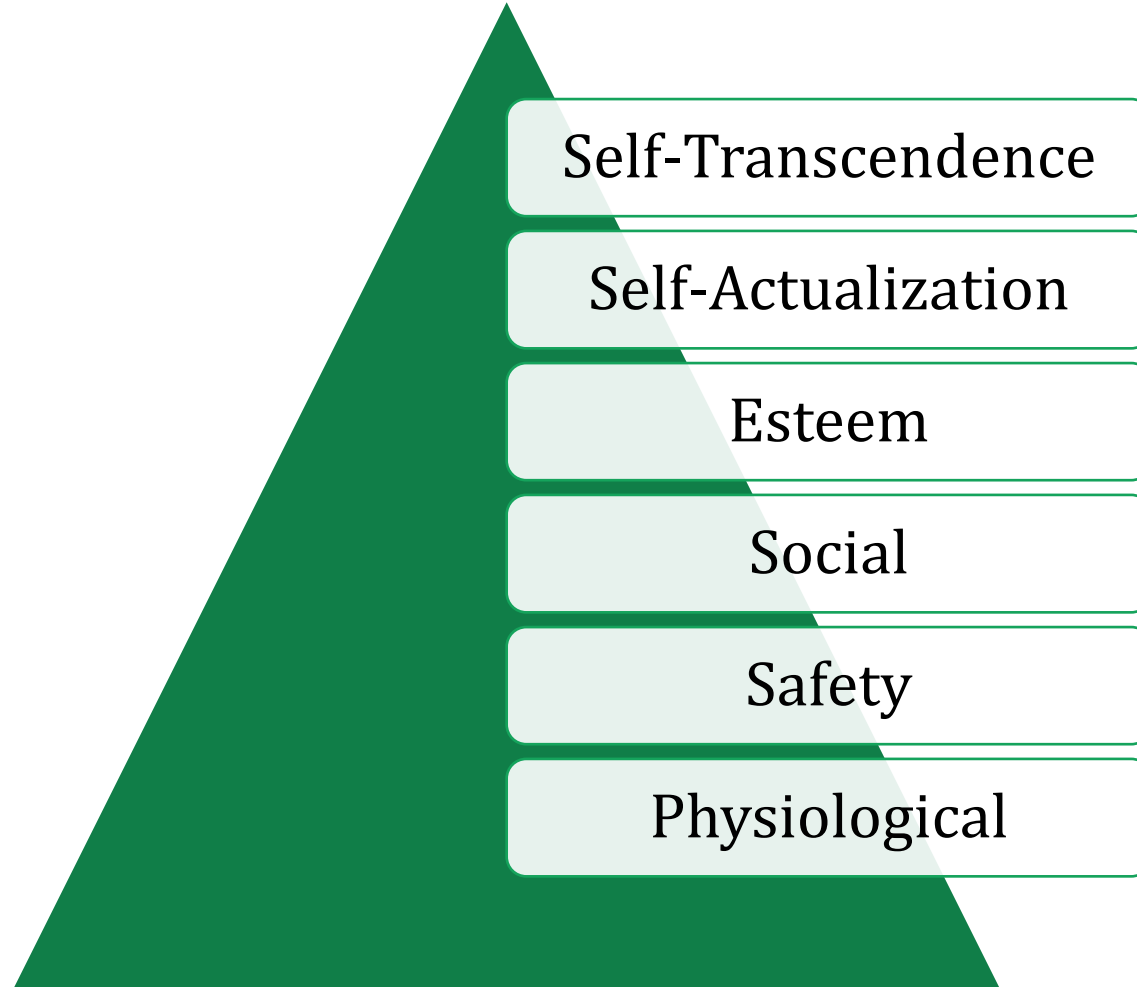 Self-Transcendence
Self-Actualization
Esteem
Social
Safety
Physiological